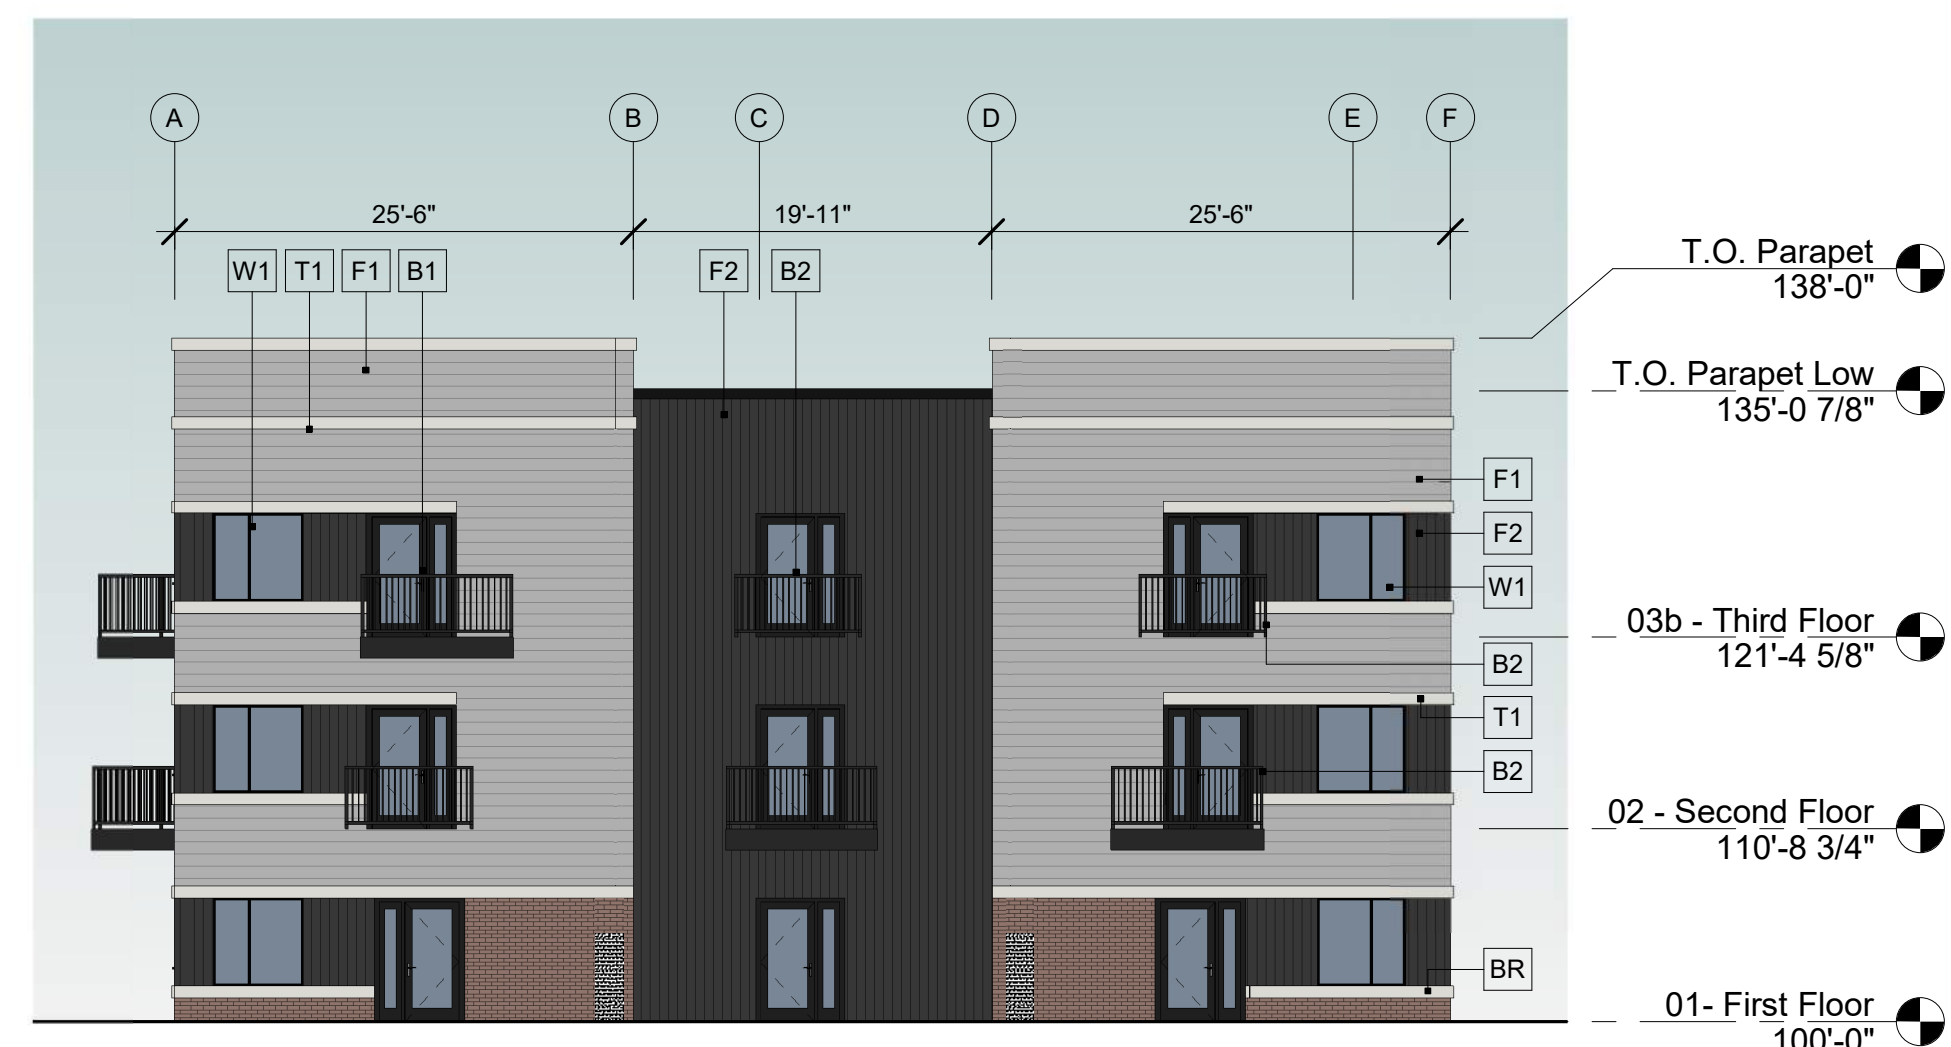 A B C D E F
25'-6" 19'-11" 25'-6"
W1 T1 F1 B1 F2 B2
T.O. Parapet
138'-0"
T.O. Parapet Low
135'-0 7/8"
F1
F2
W1
03b - Third Floor
121'-4 5/8"
B2
T1
B2
02 - Second Floor
110'-8 3/4"
BR
01- First Floor
100'-0"